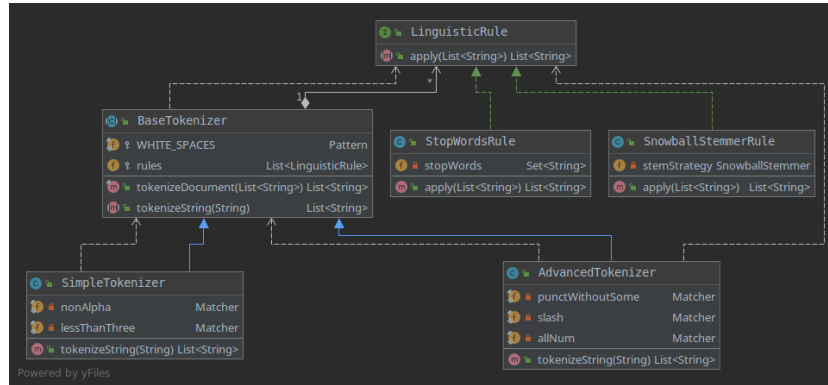 LinguisticRule
apply(List<String>) List<String>
1
*
BaseTokenizer
WHITE_SPACES Pattern
rules List<LinguisticRule>
tokenizeDocument(List<String>) List<String>
tokenizeString(String) List<String>
StopWordsRule
stopWords Set<String>
apply(List<String>) List<String>
SnowballStemmerRule
stemStrategy SnowballStemmer
apply(List<String>) List<String>
SimpleTokenizer
nonAlpha Matcher
lessThanThree Matcher
tokenizeString(String) List<String>
AdvancedTokenizer
punctWithoutSome Matcher
slash Matcher
allNum Matcher
tokenizeString(String) List<String>
Powered by yFiles